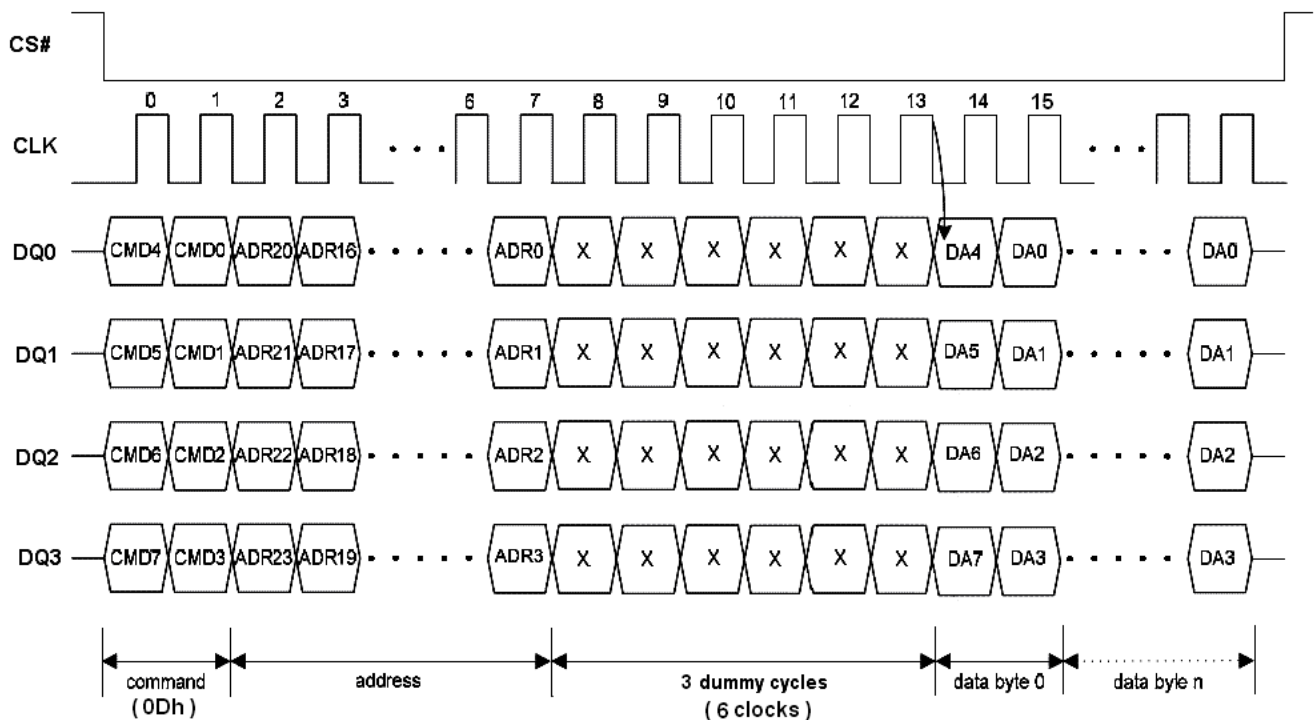 CS#
0 1 2 3 6 7 8 9 10 11 12 13 14 15
CLK
DQ0 CMD4 CMD0 ADR20 ADR16 ADR0 X X X X X X DA4 DA0 DA0
DQ1 CMD5 CMD1 ADR21 ADR17 ADR1 X X X X X X DA5 DA1 DA1
DQ2 CMD6 CMD2 ADR22 ADR18 ADR2 X X X X X X DA6 DA2 DA2
DQ3 CMD7 CMD3 ADR23 ADR19 ADR3 X X X X X X DA7 DA3 DA3
command address 3 dummy cycles data byte 0 data byle n
( 0Dh ) ( 6 clocks )